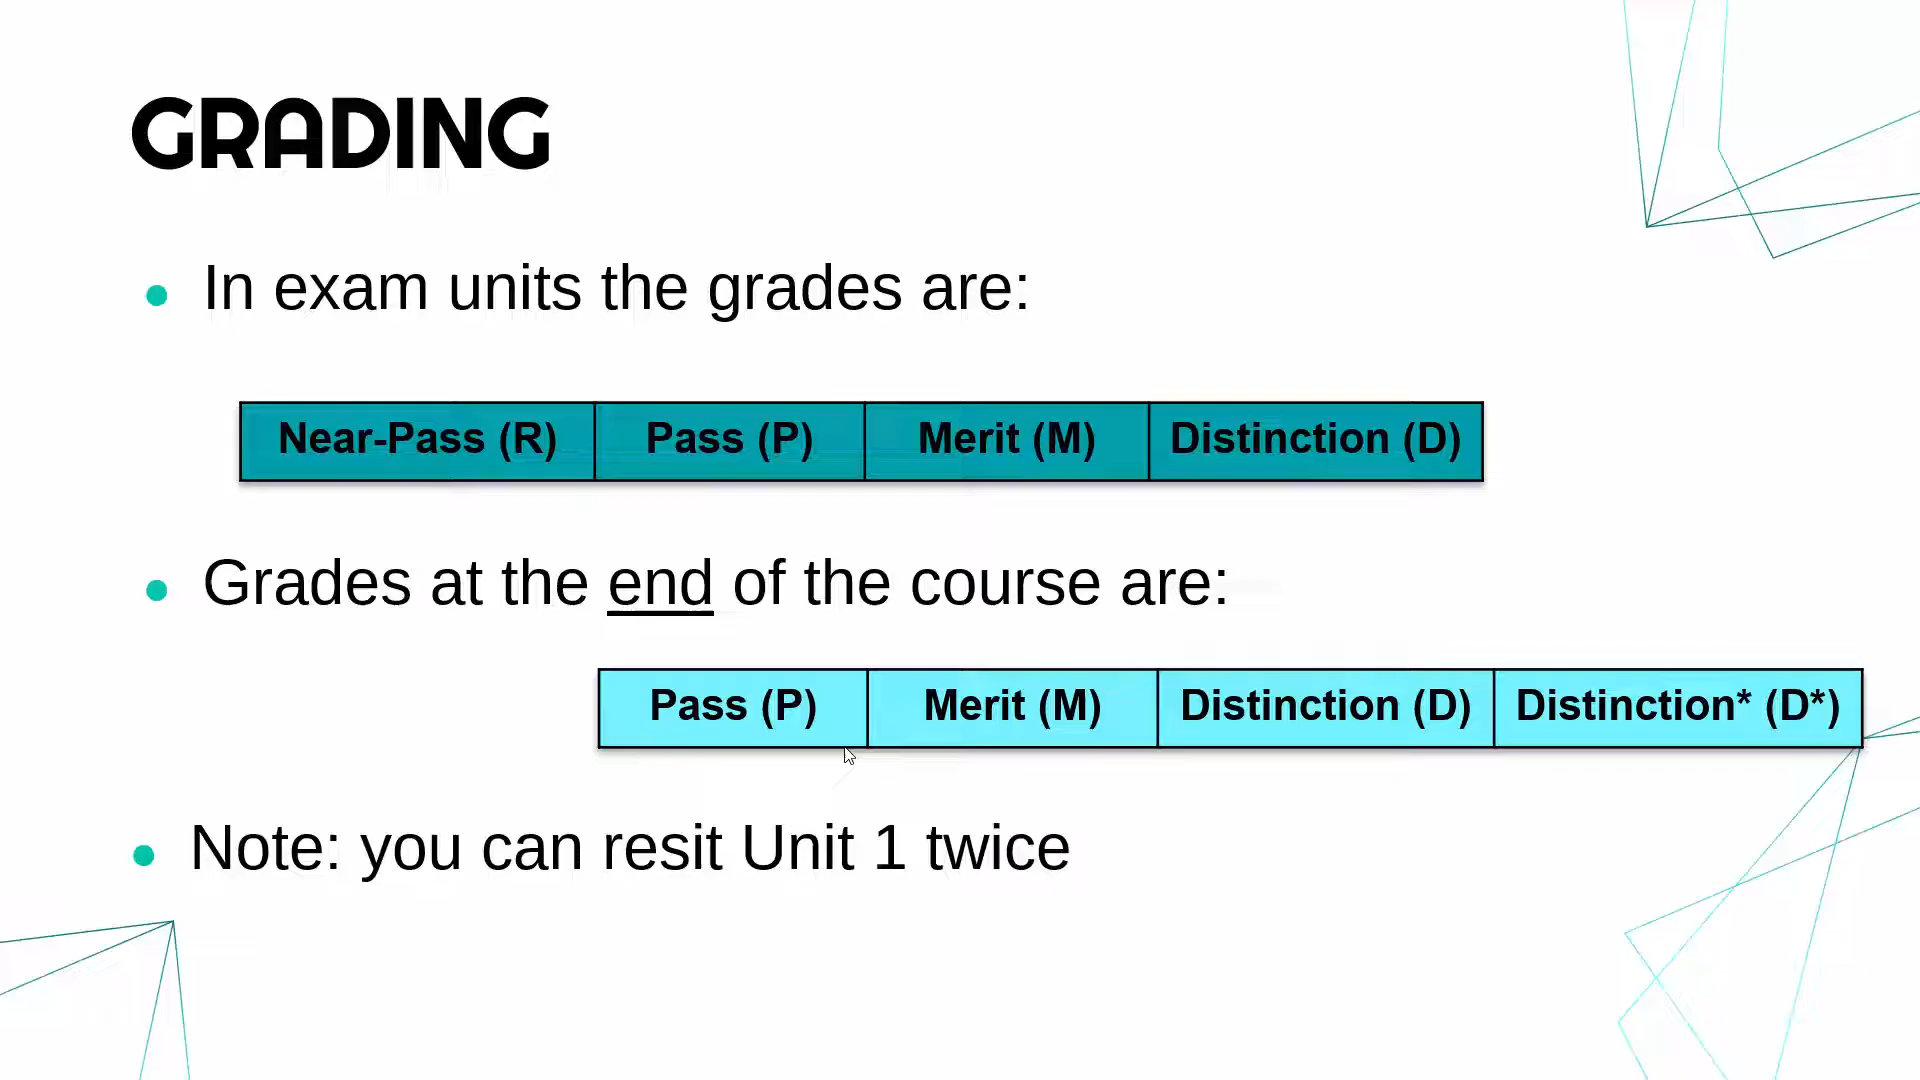 GRADING
In exam units the grades are:
Near-Pass (R) Pass (P) Merit (M) Distinction (D)
Grades at the end of the course are:
Pass (P) Merit (M) Distinction (D) Distinction* (D*)
Note: you can resit Unit 1 twice